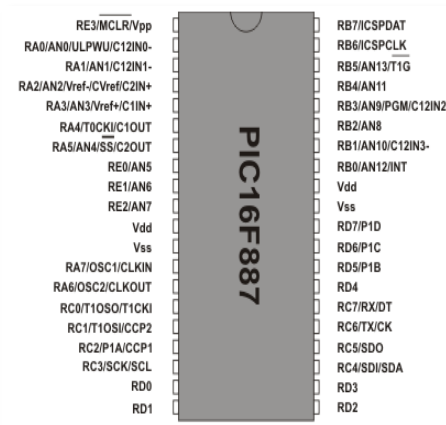 RE3/MCLR/Vpp
RA0/AN0/ULPWU/C12IN0-
RA1/AN1/C12IN1-
RA2/AN2/Vref-/CVref/C2IN+
RA3/AN3/Vref+/C1IN+
RA4/T0CKI/C1OUT
RA5/AN4/SS/C2OUT
RE0/AN5
RE1/AN6
RE2/AN7
Vdd
Vss
RA7/OSC1/CLKIN
RA6/OSC2/CLKOUT
RC0/T1OSO/T1CKI
RC1/T1OSI/CCP2
RC2/P1A/CCP1
RC3/SCK/SCL
RD0
RD1
PIC16F887
RB7/ICSPDAT
RB6/ICSPCLK
RB5/AN13/T1G
RB4/AN11
RB3/AN9/PGM/C12IN2
RB2/AN8
RB1/AN10/C12IN3-
RB0/AN12/INT
Vdd
Vss
RD7/P1D
RD6/P1C
RD5/P1B
RD4
RC7/RX/DT
RC6/TX/CK
RC5/SDO
RC4/SDI/SDA
RD3
RD2